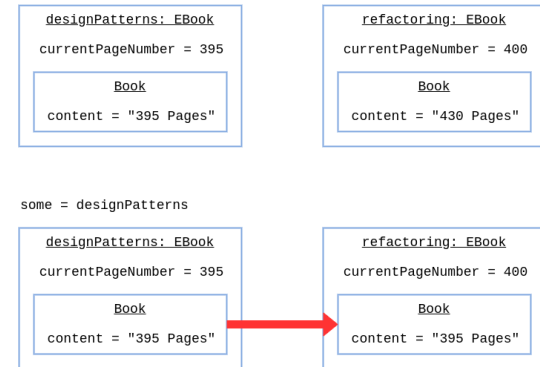 designPatterns: EBook
currentPageNumber = 395
Book
content = "395 Pages"
refactoring: EBook
currentPageNumber = 400
Book
content = "430 Pages"
some = designPatterns
designPatterns: EBook
currentPageNumber = 395
Book
content = "395 Pages"
refactoring: EBook
currentPageNumber = 400
Book
content = "395 Pages"